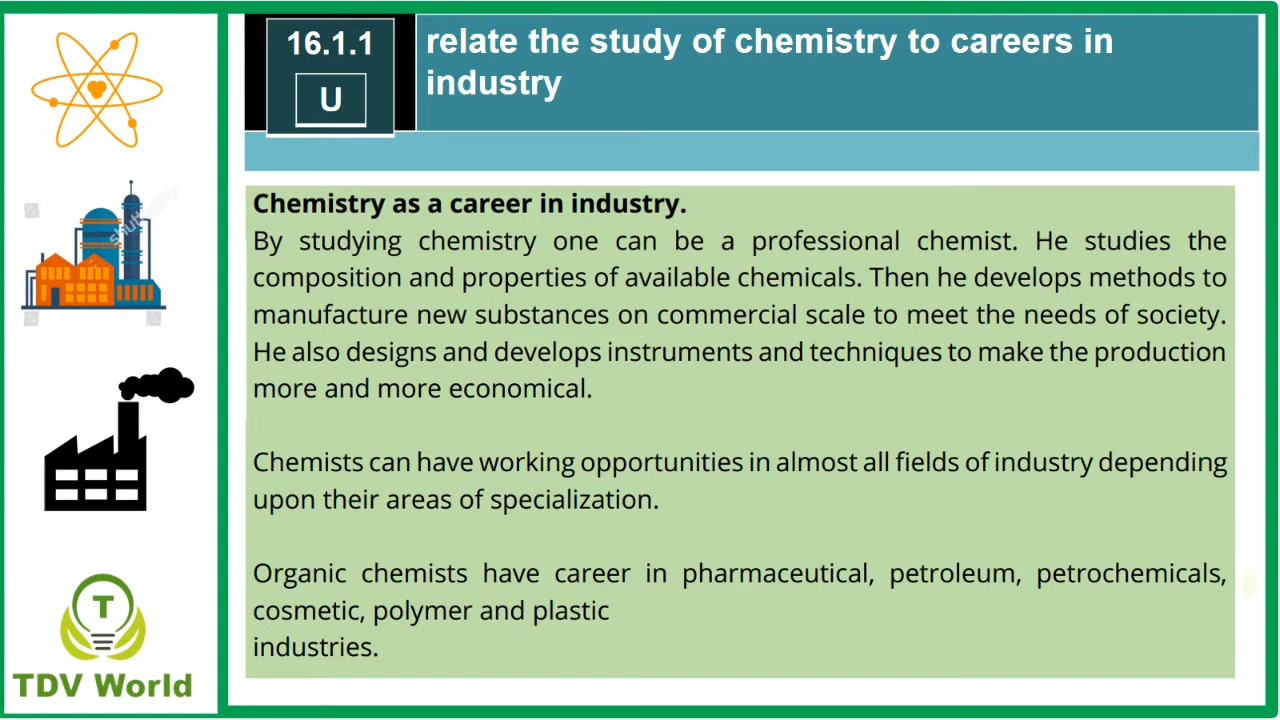 16.1.1
U
relate the study of chemistry to careers in
industry
Chemistry as a career in industry.
By studying chemistry one can be a professional chemist. He studies the
composition and properties of available chemicals. Then he develops methods to
manufacture new substances on commercial scale to meet the needs of society.
He also designs and develops instruments and techniques to make the production
more and more economical.
Chemists can have working opportunities in almost all fields of industry depending
upon their areas of specialization.
Organic chemists have career in pharmaceutical, petroleum, petrochemicals,
cosmetic, polymer and plastic
industries.
T
TDV World